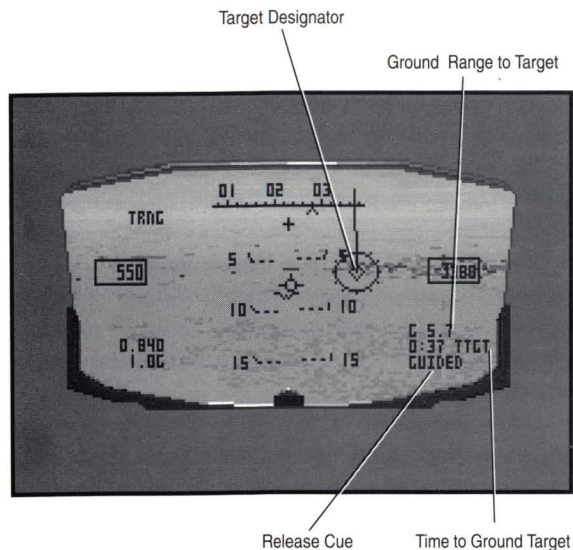 Target Designator
Ground Range to Target
01 02 03
TRNG
5 5
550
10 10
G 5.7
0.840 0:37 TTGT
1.0G GUIDED
15 15
Release Cue Time to Ground Target